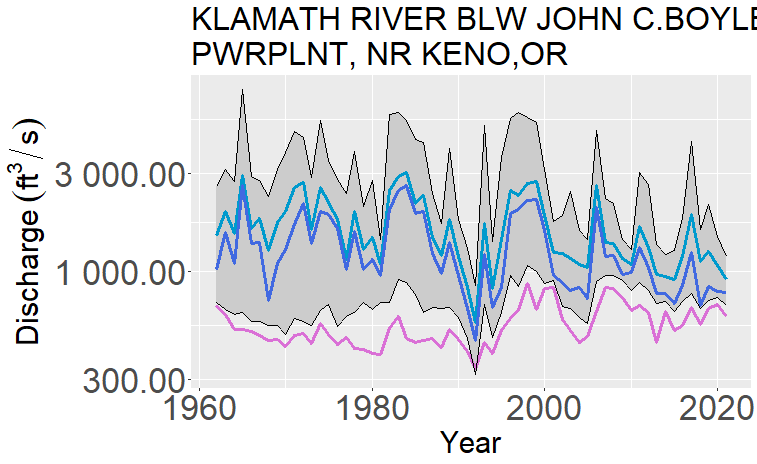 KLAMATH RIVER BLW JOHN C.BOYLE
PWRPLNT, NR KENO,OR
Discharge (ft³/s)
3 000.00
1 000.00
300.00
1960 1980 2000 2020
Year